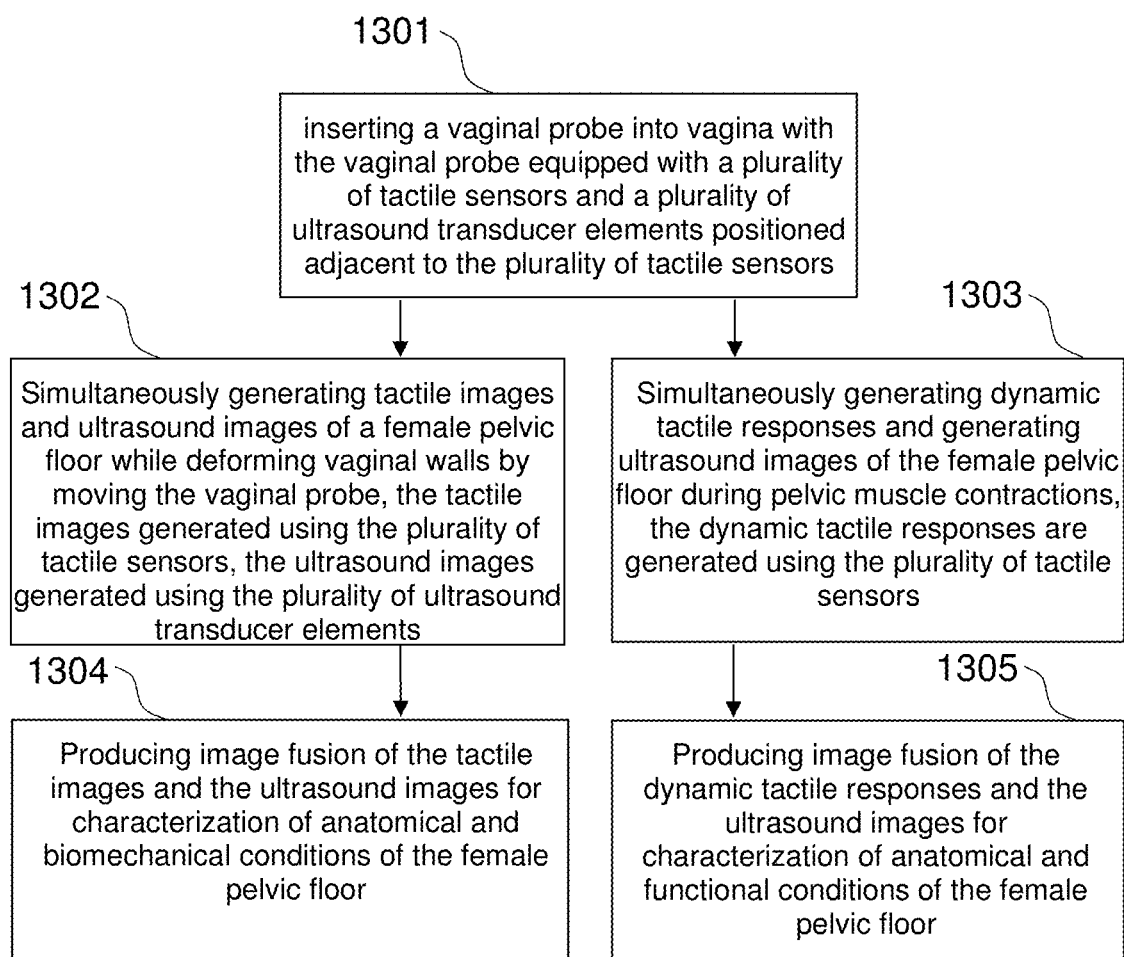 1301
inserting a vaginal probe into vagina with
the vaginal probe equipped with a plurality
of tactile sensors and a plurality of
ultrasound transducer elements positioned
adjacent to the plurality of tactile sensors
1302
Simultaneously generating tactile images
and ultrasound images of a female pelvic
floor while deforming vaginal walls by
moving the vaginal probe, the tactile
images generated using the plurality of
tactile sensors, the ultrasound images
generated using the plurality of ultrasound
transducer elements
1303
Simultaneously generating dynamic
tactile responses and generating
ultrasound images of the female pelvic
floor during pelvic muscle contractions,
the dynamic tactile responses are
generated using the plurality of tactile
sensors
1304
Producing image fusion of the tactile
images and the ultrasound images for
characterization of anatomical and
biomechanical conditions of the female
pelvic floor
1305
Producing image fusion of the
dynamic tactile responses and the
ultrasound images for
characterization of anatomical and
functional conditions of the female
pelvic floor